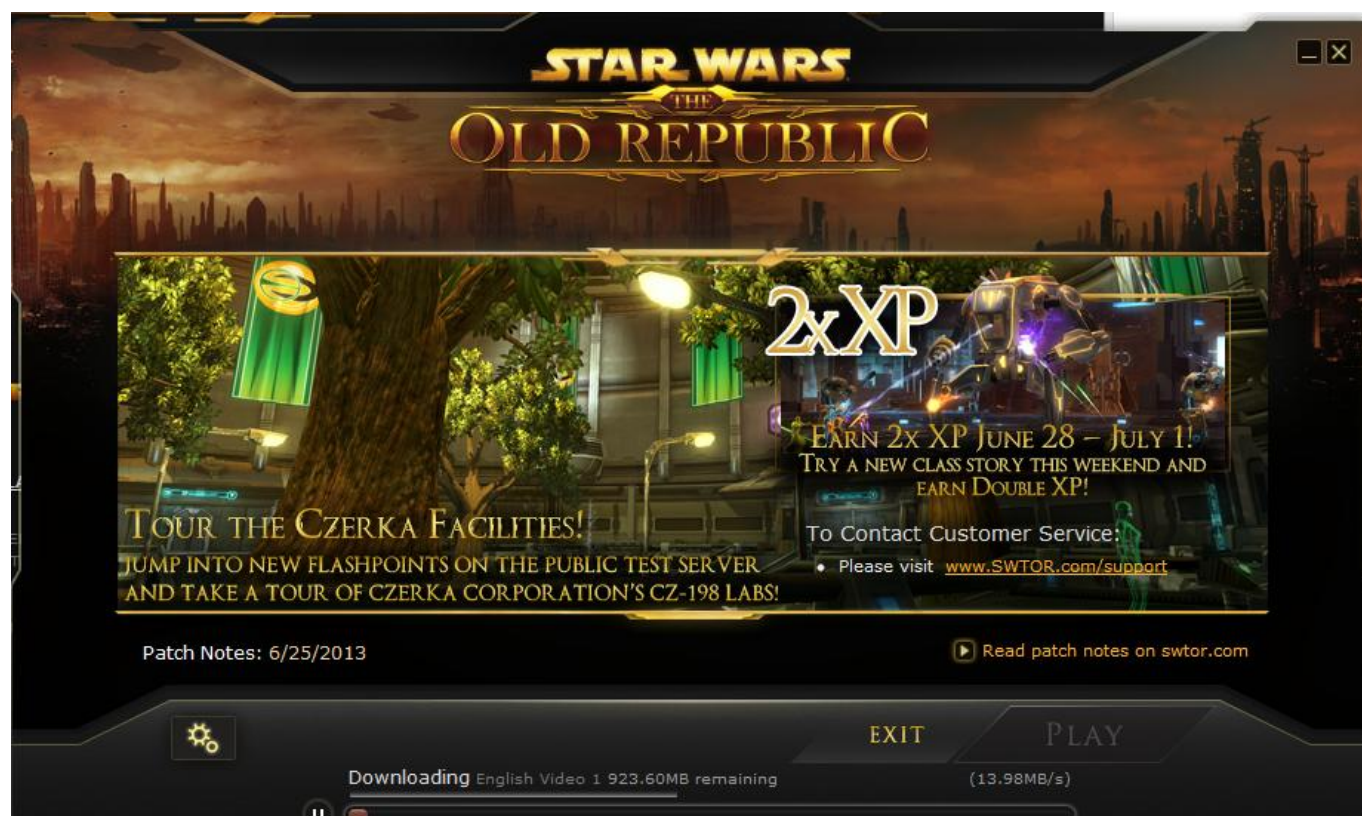 STAR WARS
THE
OLD REPUBLIC
2x XP
EARN 2X XP JUNE 28 – JULY 1!
TRY A NEW CLASS STORY THIS WEEKEND AND
EARN DOUBLE XP!
TOUR THE CZERKA FACILITIES!
JUMP INTO NEW FLASHPOINTS ON THE PUBLIC TEST SERVER
AND TAKE A TOUR OF CZERKA CORPORATION'S CZ-198 LABS!
To Contact Customer Service:
• Please visit www.SWTOR.com/support
Patch Notes: 6/25/2013
Read patch notes on swtor.com
EXIT
PLAY
Downloading English Video 1 923.60MB remaining (13.98MB/s)